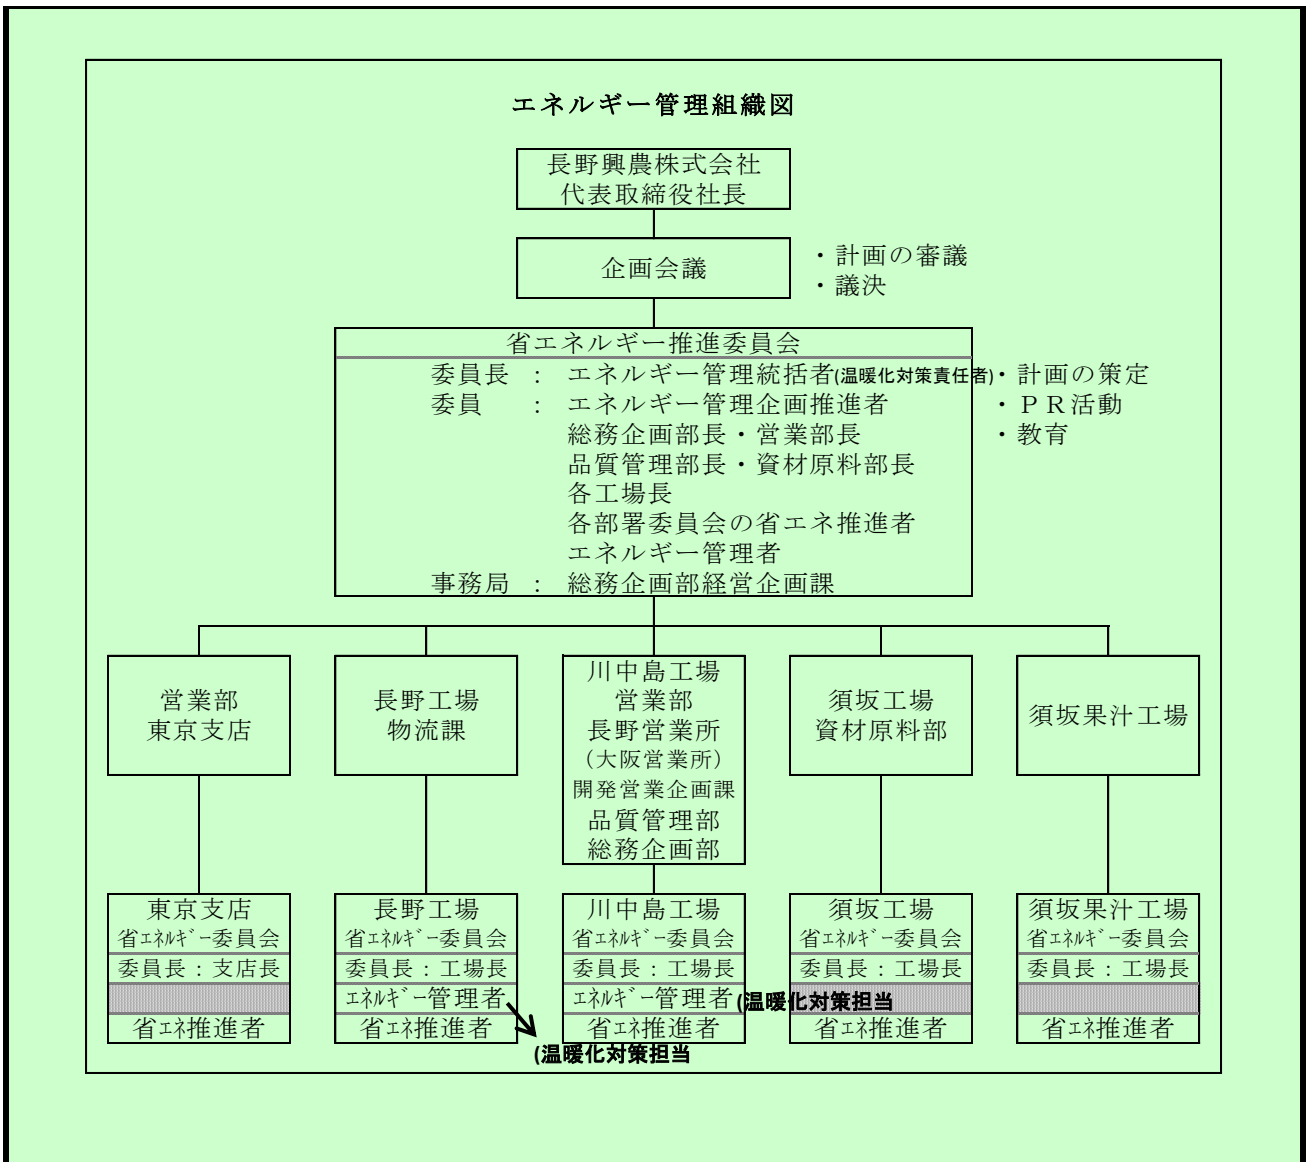 エネルギー管理組織図
長野興農株式会社
代表取締役社長
企画会議
・計画の審議
・議決
省エネルギー推進委員会
委員長 : エネルギー管理統括者(温暖化対策責任者)・計画の策定
委員 : エネルギー管理企画推進者 ・ＰＲ活動
総務企画部長・営業部長 ・教育
品質管理部長・資材原料部長
各工場長
各部署委員会の省エネ推進者
エネルギー管理者
事務局 : 総務企画部経営企画課
営業部
東京支店
長野工場
物流課
川中島工場
営業部
長野営業所
（大阪営業所）
開発営業企画課
品質管理部
総務企画部
須坂工場
資材原料部
須坂果汁工場
東京支店
省ｴﾈﾙｷﾞｰ委員会
委員長：支店長
省ｴﾈ推進者
長野工場
省ｴﾈﾙｷﾞｰ委員会
委員長：工場長
ｴﾈﾙｷﾞｰ管理者
省ｴﾈ推進者
(温暖化対策担当
川中島工場
省ｴﾈﾙｷﾞｰ委員会
委員長：工場長
ｴﾈﾙｷﾞｰ管理者(温暖化対策担当
省ｴﾈ推進者
須坂工場
省ｴﾈﾙｷﾞｰ委員会
委員長：工場長
省ｴﾈ推進者
須坂果汁工場
省ｴﾈﾙｷﾞｰ委員会
委員長：工場長
省ｴﾈ推進者